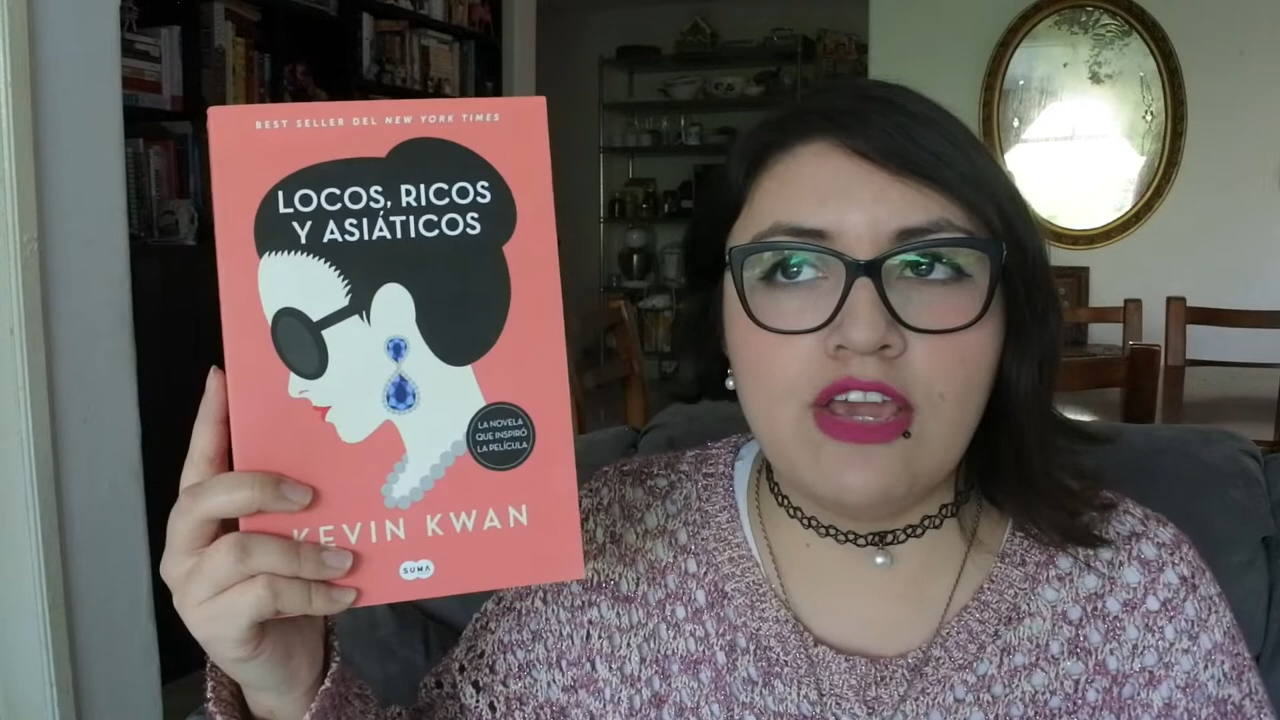 BEST SELLER DEL NEW YORK TIMES
LOCOS, RICOS
Y ASIÁTICOS
LA NOVELA
QUE INSPIRÓ
LA PELÍCULA
KEVIN KWAN
SUMA